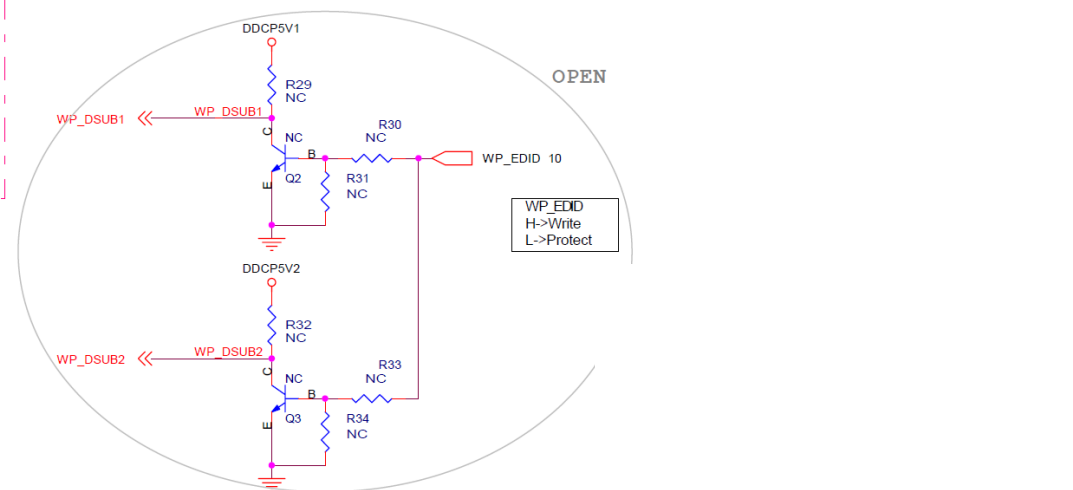 DDCP5V1
OPEN
R29
NC
WP_DSUB1
WP_DSUB1
C
NC
B
R30
NC
WP_EDID 10
E
Q2
R31
NC
WP_EDID
H->Write
L->Protect
DDCP5V2
R32
NC
WP_DSUB2
WP_DSUB2
C
NC
B
R33
NC
E
Q3
R34
NC